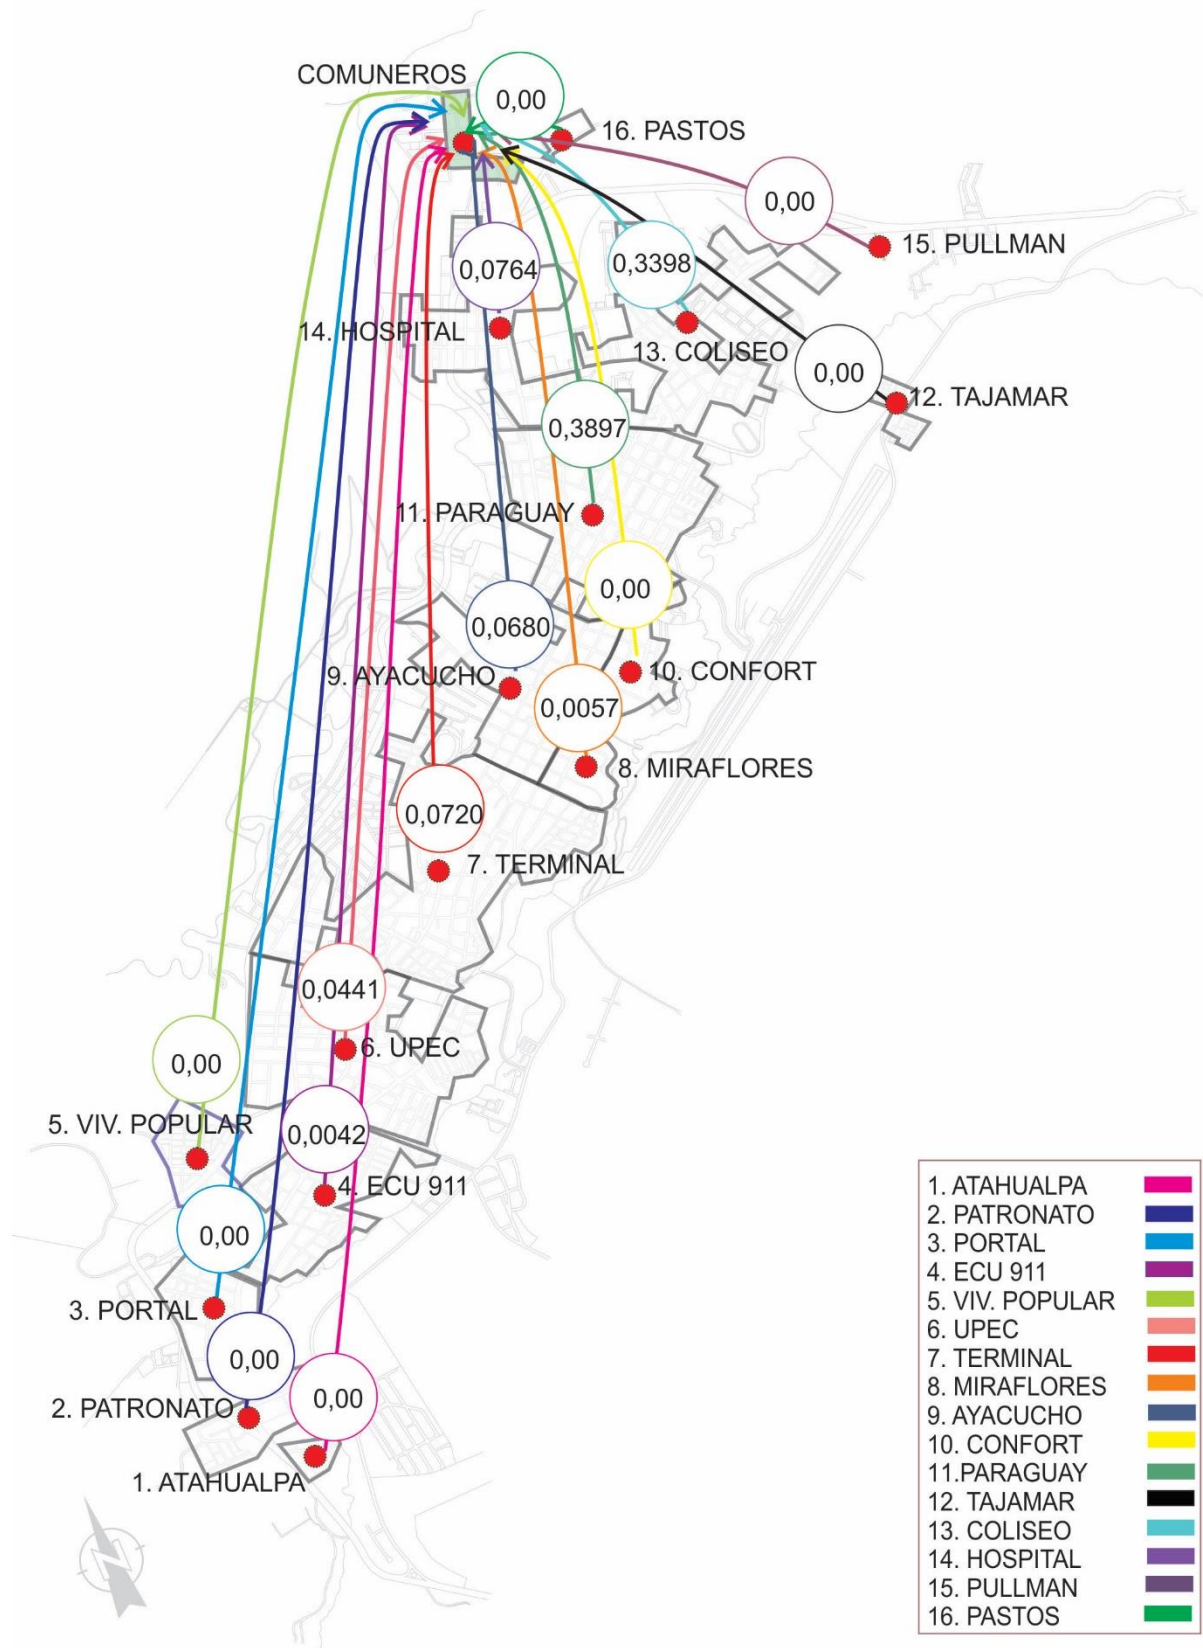 COMUNEROS
0,00
16. PASTOS
0,00
15. PULLMAN
0,0764
0,3398
14. HOSPITAL
13. COLISEO
0,00
12. TAJAMAR
0,3897
11. PARAGUAY
0,00
0,0680
9. AYACUCHO
10. CONFORT
0,0057
8. MIRAFLORES
0,0720
7. TERMINAL
0,0441
6. UPEC
0,00
5. VIV. POPULAR
0,0042
4. ECU 911
0,00
3. PORTAL
0,00
2. PATRONATO
0,00
1. ATAHUALPA
1. ATAHUALPA
2. PATRONATO
3. PORTAL
4. ECU 911
5. VIV. POPULAR
6. UPEC
7. TERMINAL
8. MIRAFLORES
9. AYACUCHO
10. CONFORT
11.PARAGUAY
12. TAJAMAR
13. COLISEO
14. HOSPITAL
15. PULLMAN
16. PASTOS